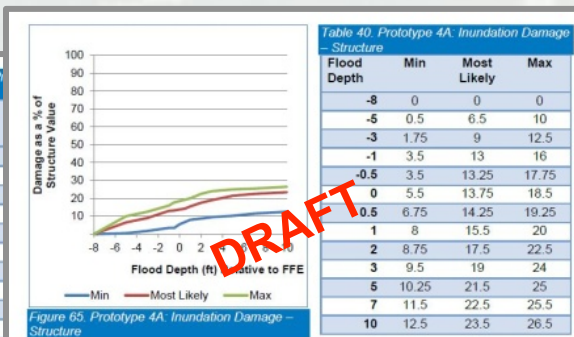 100
90
80
70
60
50
40
30
20
10
Damage as a % of
Structure Value
-8 -6 -4 -2 0 2 4 6 8 10
Flood Depth (ft) Relative to FFE
Min Most Likely Max
Figure 65. Prototype 4A: Inundation Damage –
Structure
DRAFT
Table 40. Prototype 4A: Inundation Damage
– Structure
Flood Depth Min Most Likely Max
-8 0 0 0
-5 0.5 6.5 10
-3 1.75 9 12.5
-1 3.5 13 16
-0.5 3.5 13.25 17.75
0 5.5 13.75 18.5
0.5 6.75 14.25 19.25
1 8 15.5 20
2 8.75 17.5 22.5
3 9.5 19 24
5 10.25 21.5 25
7 11.5 22.5 25.5
10 12.5 23.5 26.5